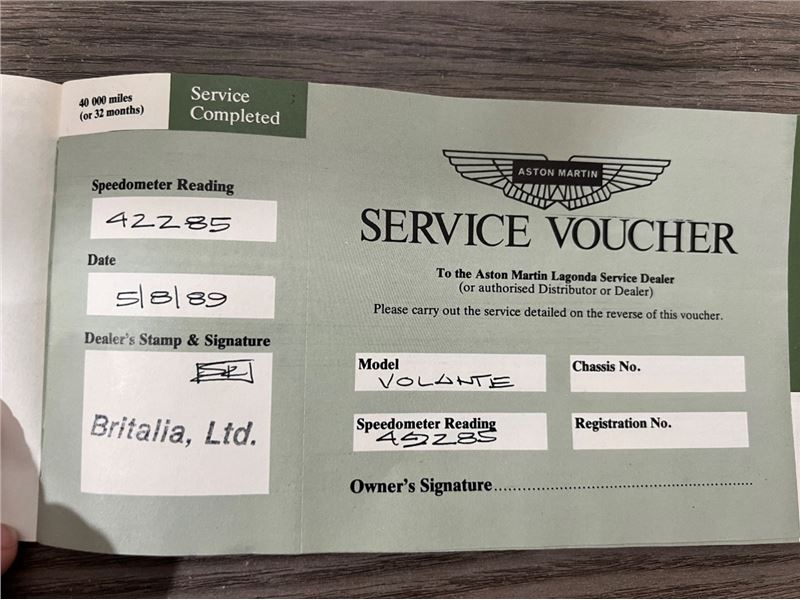 40 000 miles
(or 32 months)
Service
Completed
Speedometer Reading
42285
Date
5/8/89
Dealer's Stamp & Signature
Britalia, Ltd.
ASTON MARTIN
SERVICE VOUCHER
To the Aston Martin Lagonda Service Dealer
(or authorised Distributor or Dealer)
Please carry out the service detailed on the reverse of this voucher.
Model
VOLANTE
Chassis No.
Speedometer Reading
Registration No.
Owner's Signature